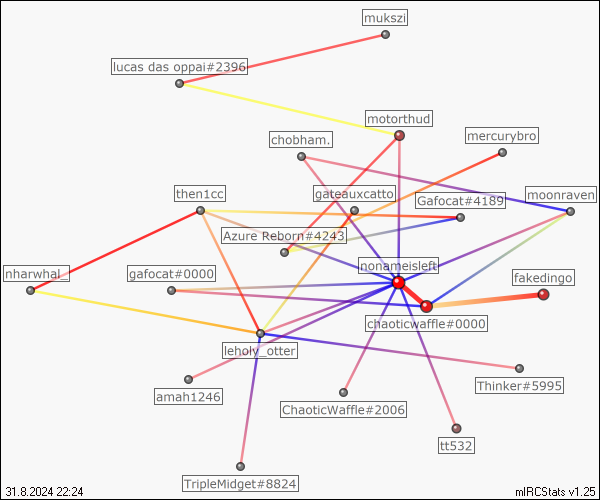 mukszi
lucas das oppai#2396
motorthud
mercurybro
chobham.
then1cc
gateauxcatto
moonraven
Gafocat#4189
Azure Reborn#4243
nonameisleft
nharwhal_
gafocat#0000
fakedingo
chaoticwaffle#0000
leholy_otter
Thinker#5995
amah1246
ChaoticWaffle#2006
tt532
TripleMidget#8824
31.8.2024 22:24
mIRCStats v1.25